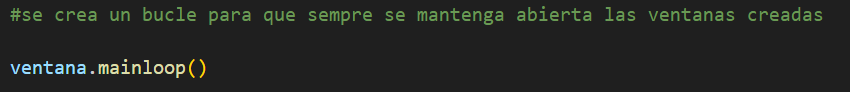 #se crea un bucle para que sempre se mantenga abierta las ventanas creadas
ventana.mainloop()